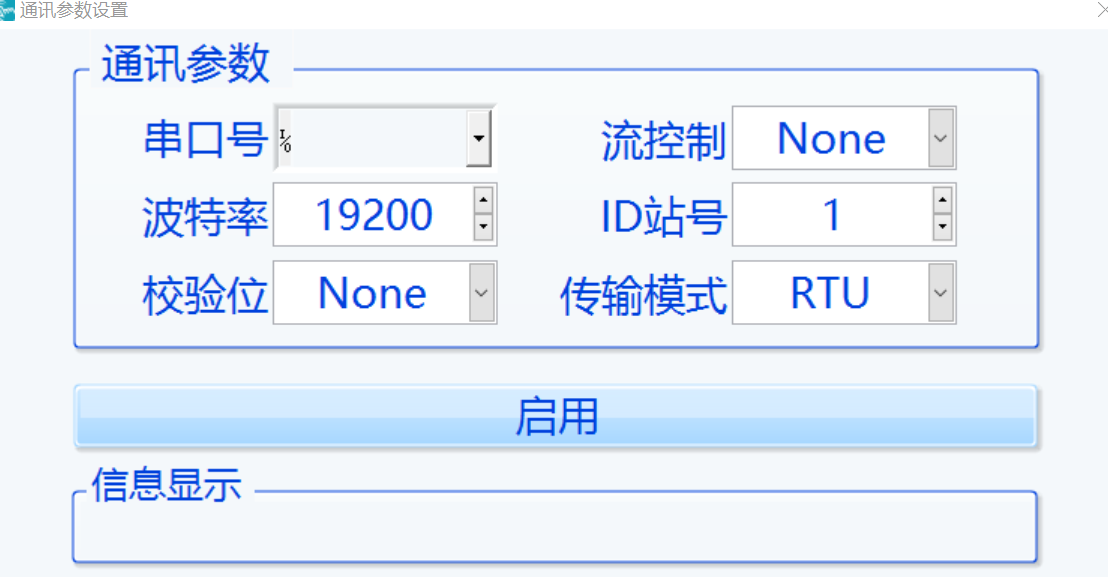 通讯参数设置
通讯参数
串口号 流控制 None
波特率 19200 ID站号 1
校验位 None 传输模式 RTU
启用
信息显示